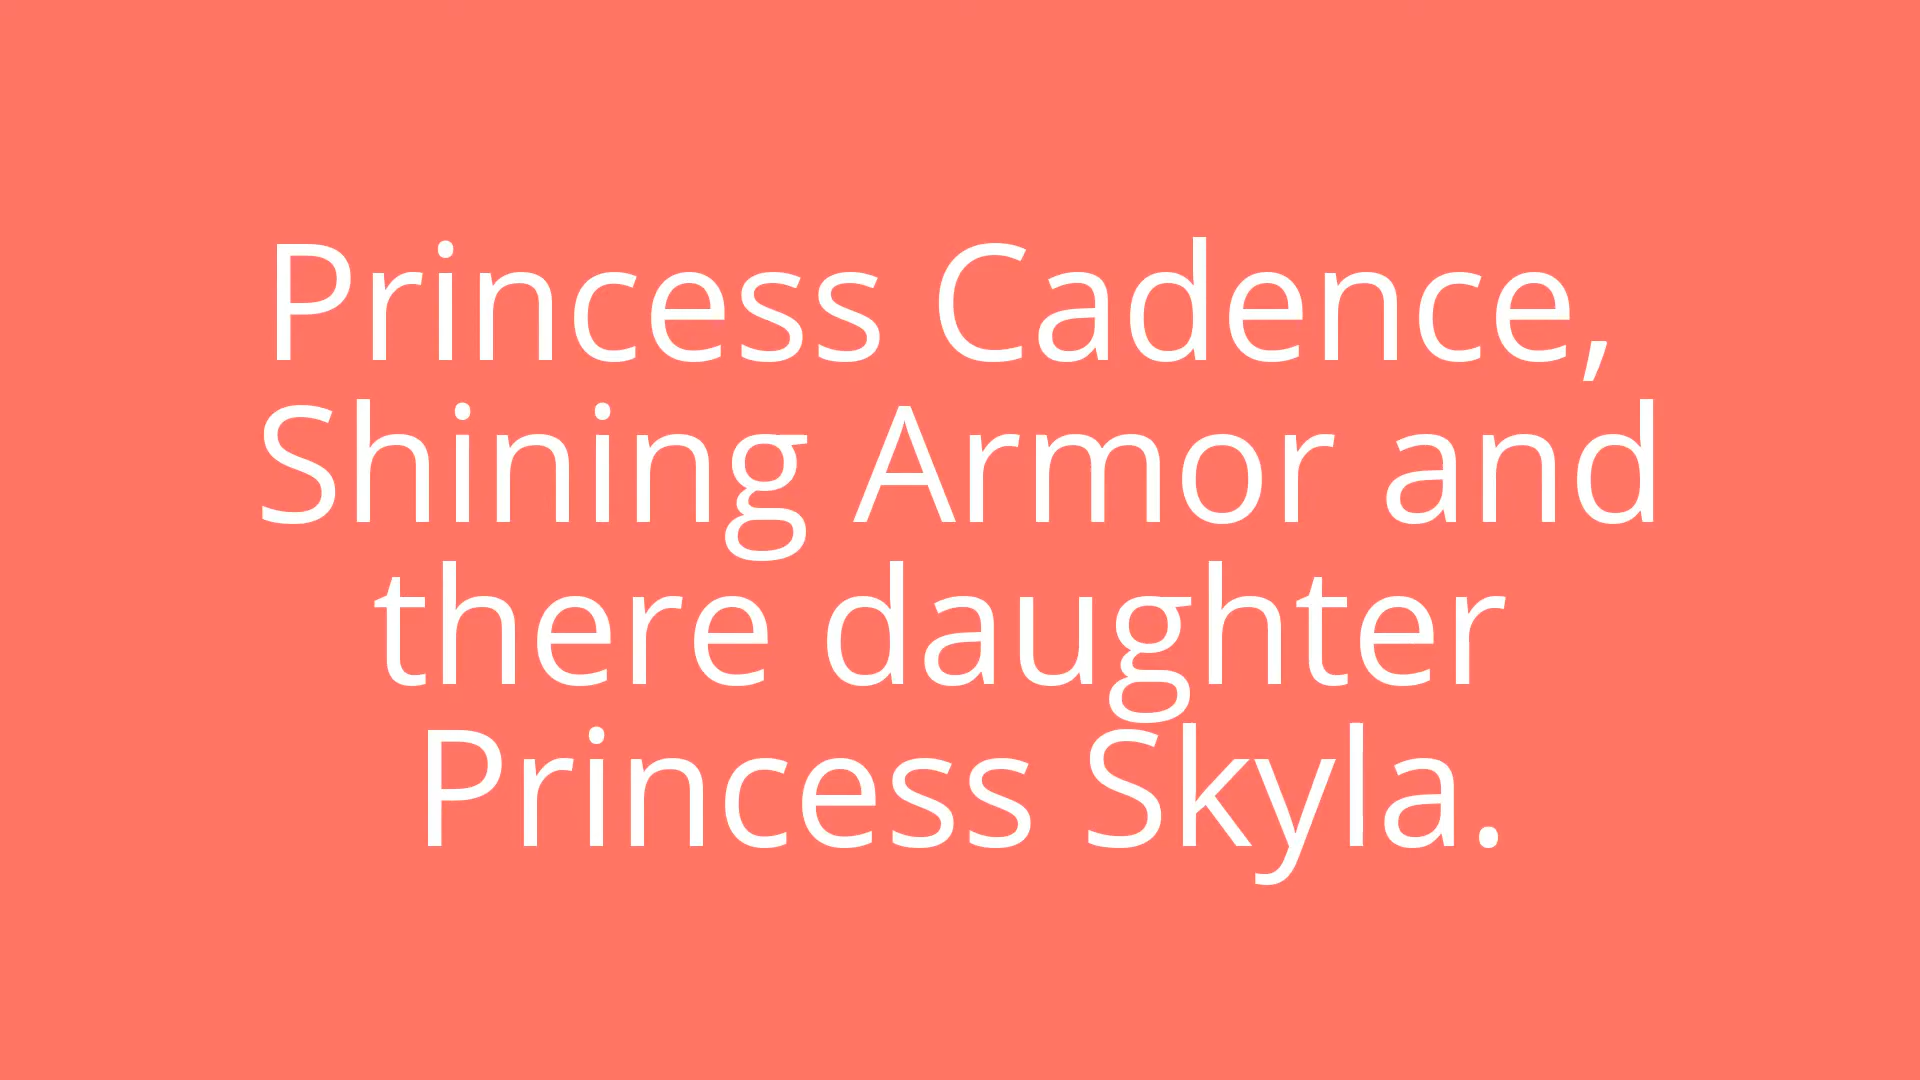 Princess Cadence,
Shining Armor and
there daughter
Princess Skyla.